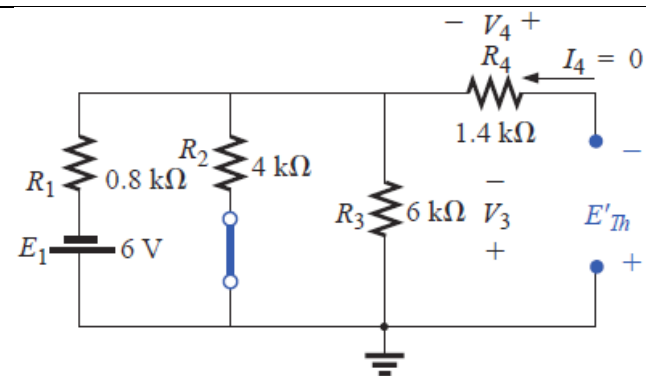 − V4 +
R4 I4 = 0
1.4 kΩ
R1 0.8 kΩ
R2 4 kΩ
R3 6 kΩ
− V3 +
E1 6 V
−
E′Th
+